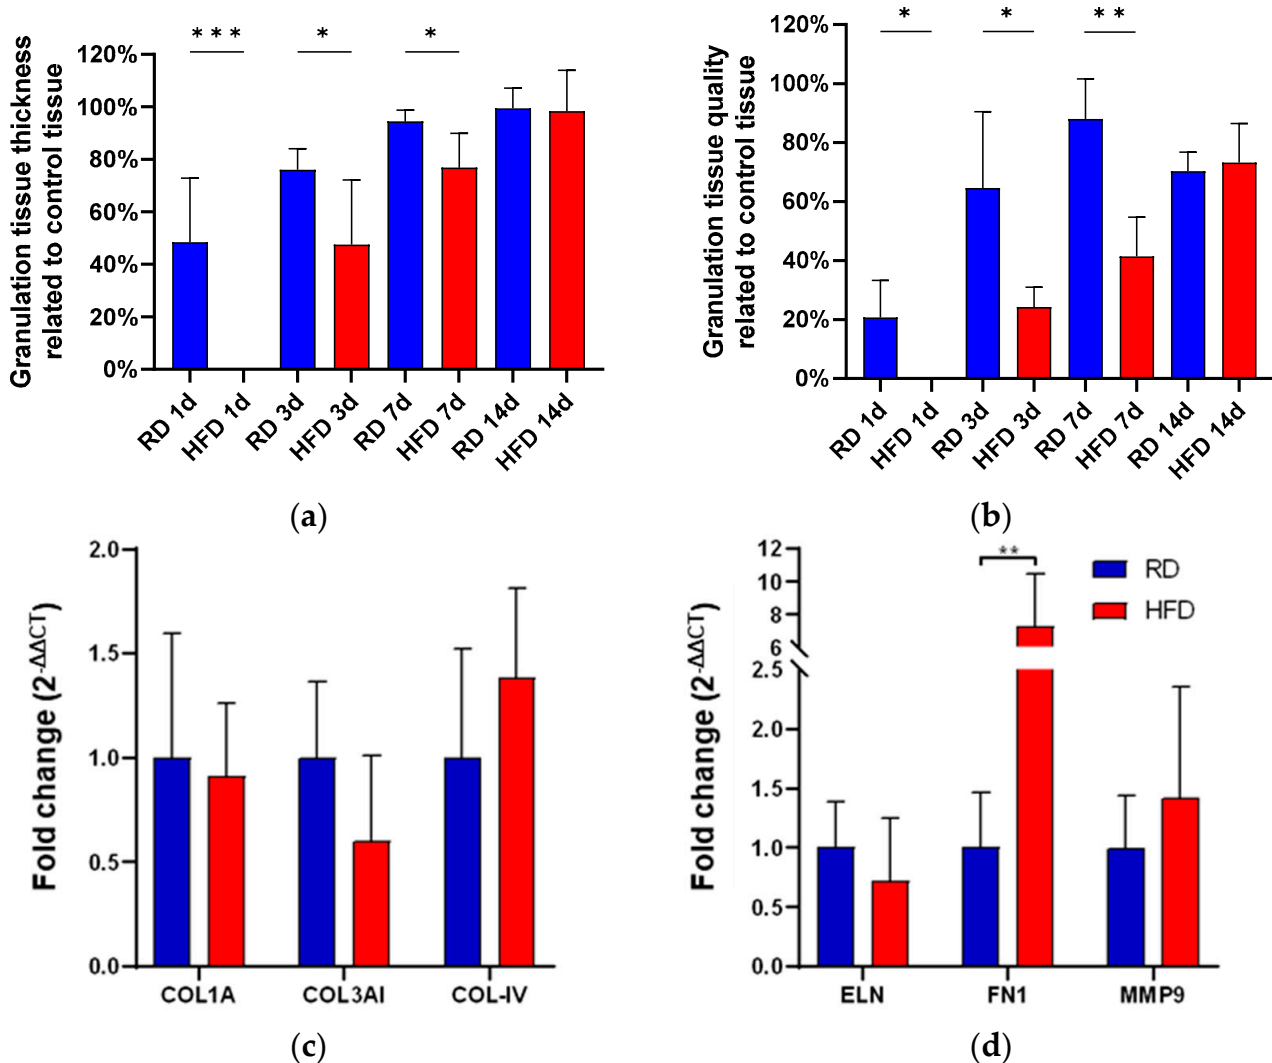 Granulation tissue thickness
related to control tissue
120%
100%
80%
60%
40%
20%
0%
***
*
*
RD 1d
HFD 1d
RD 3d
HFD 3d
RD 7d
HFD 7d
RD 14d
HFD 14d
(a)
Granulation tissue quality
related to control tissue
120%
100%
80%
60%
40%
20%
0%
*
*
**
RD 1d
HFD 1d
RD 3d
HFD 3d
RD 7d
HFD 7d
RD 14d
HFD 14d
(b)
Fold change (2^-ΔΔCT)
2.0
1.5
1.0
0.5
0.0
COL1A
COL3AI
COL-IV
(c)
Fold change (2^-ΔΔCT)
12
10
8
6
2.5
2.0
1.5
1.0
0.5
0.0
**
RD
HFD
ELN
FN1
MMP9
(d)